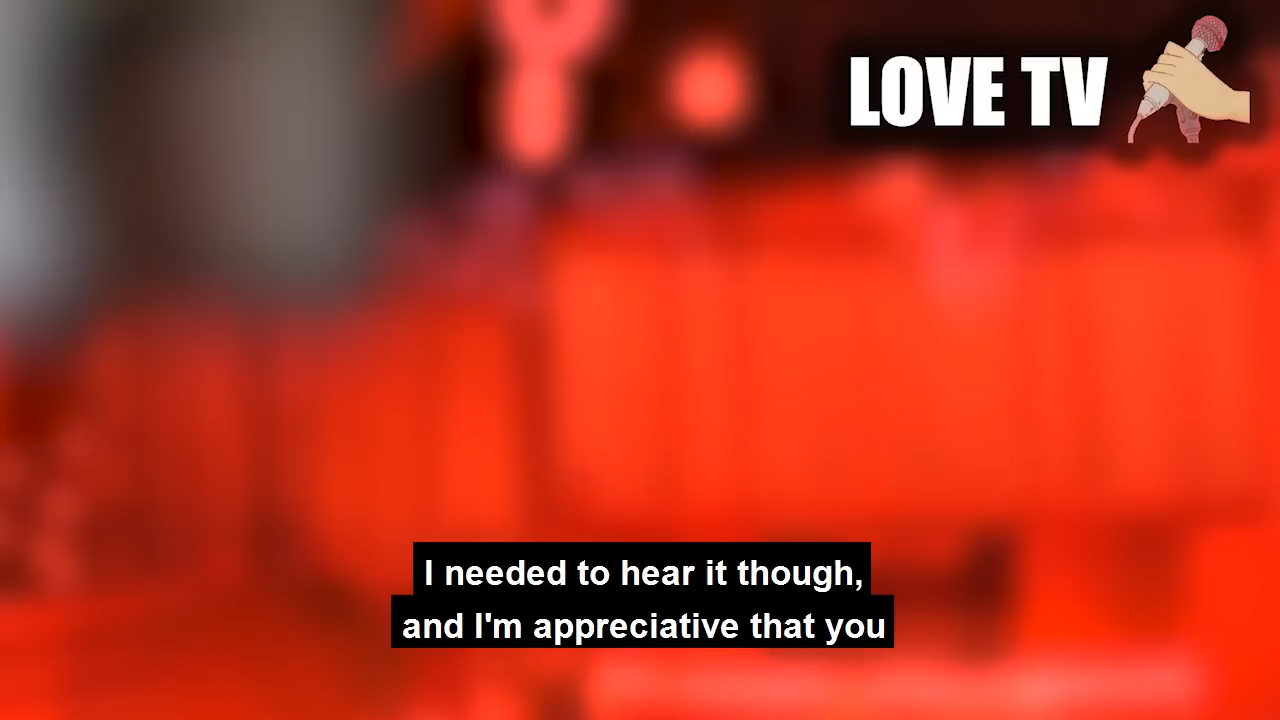 LOVE TV
I needed to hear it though,
and I'm appreciative that you